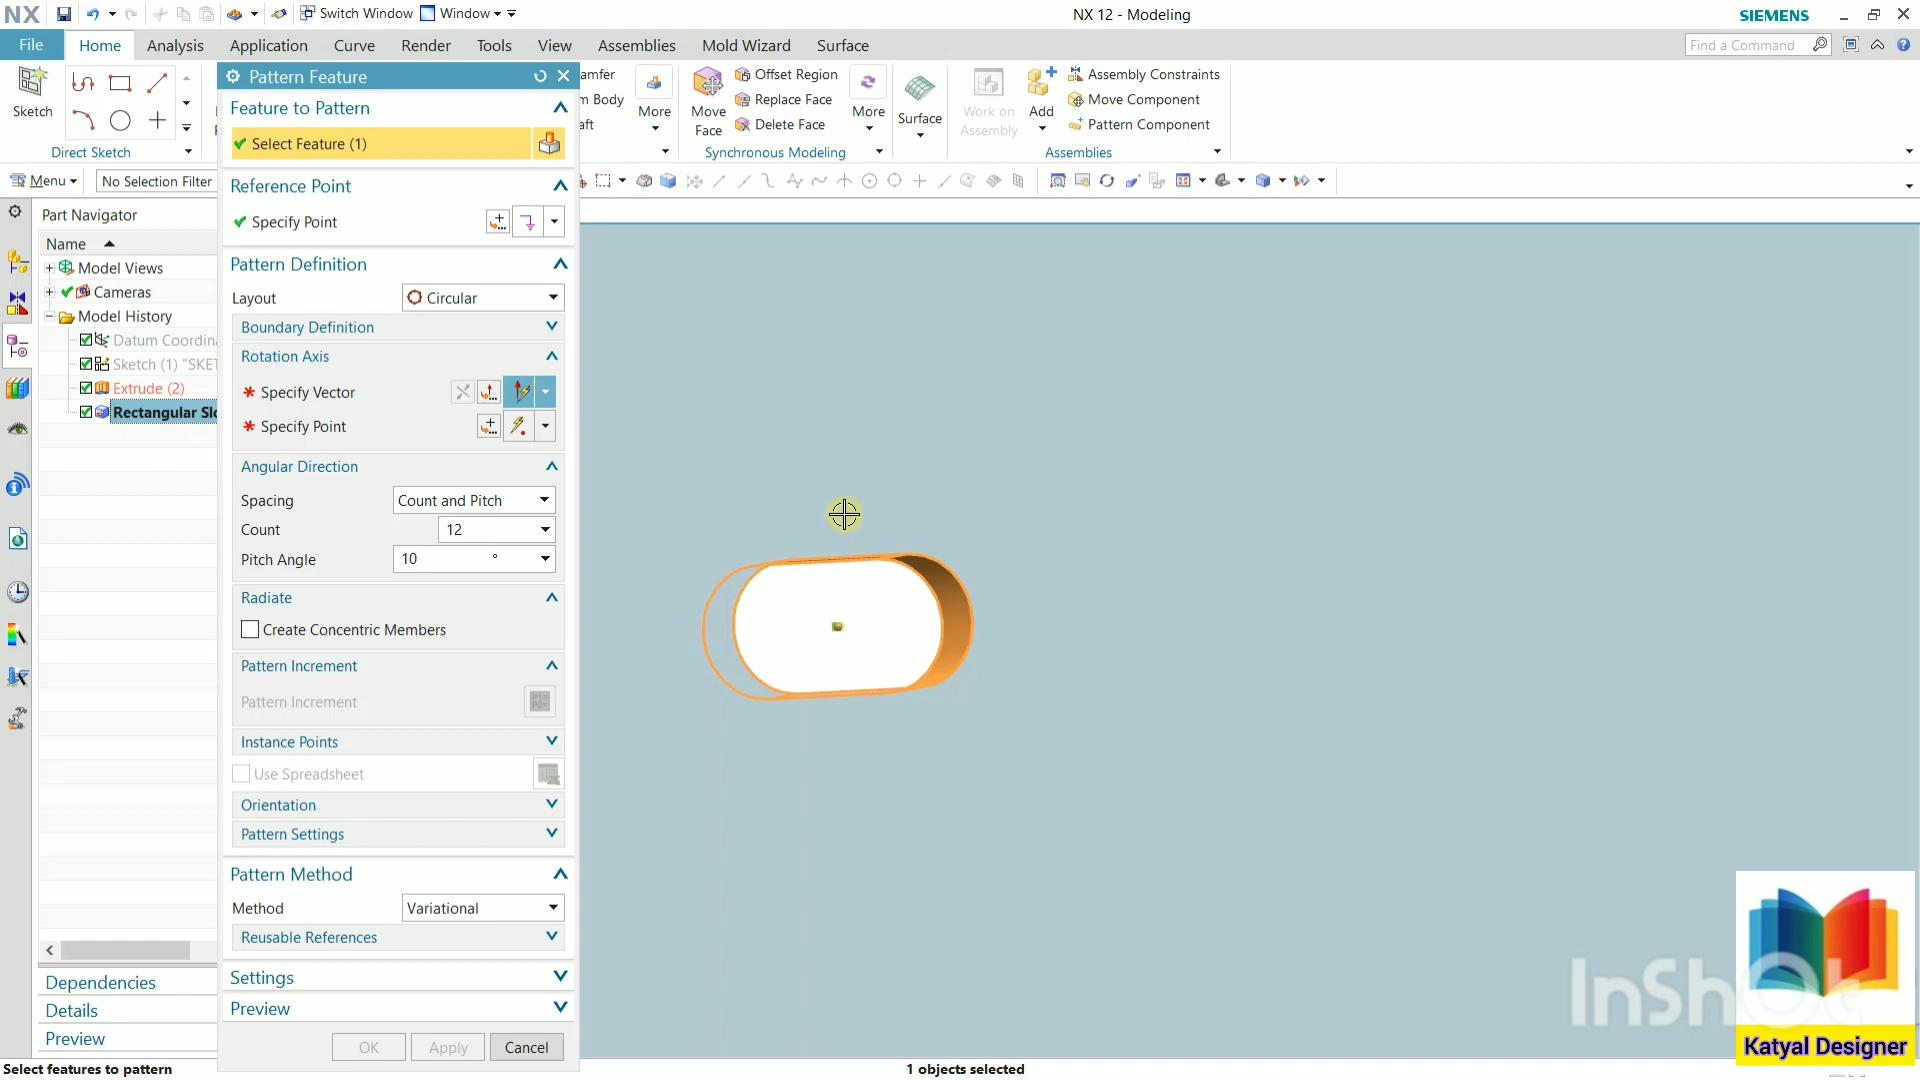 NX Switch Window Window NX 12 - Modeling SIEMENS
File Home Analysis Application Curve Render Tools View Assemblies Mold Wizard Surface Find a Command
Sketch
Direct Sketch
Pattern Feature
amfer
m Body
aft
More
Move Face
Offset Region
Replace Face
Delete Face
More
Synchronous Modeling
Surface
Work on Assembly
Add
Assembly Constraints
Move Component
Pattern Component
Assemblies
Menu No Selection Filter
Part Navigator
Name
Model Views
Cameras
Model History
Datum Coordin
Sketch (1) "SKET
Extrude (2)
Rectangular Slo
Dependencies
Details
Preview
Feature to Pattern
Select Feature (1)
Reference Point
Specify Point
Pattern Definition
Layout Circular
Boundary Definition
Rotation Axis
Specify Vector
Specify Point
Angular Direction
Spacing Count and Pitch
Count 12
Pitch Angle 10 °
Radiate
Create Concentric Members
Pattern Increment
Pattern Increment
Instance Points
Use Spreadsheet
Orientation
Pattern Settings
Pattern Method
Method Variational
Reusable References
Settings
Preview
OK Apply Cancel
InShOt
Katyal Designer
Select features to pattern 1 objects selected